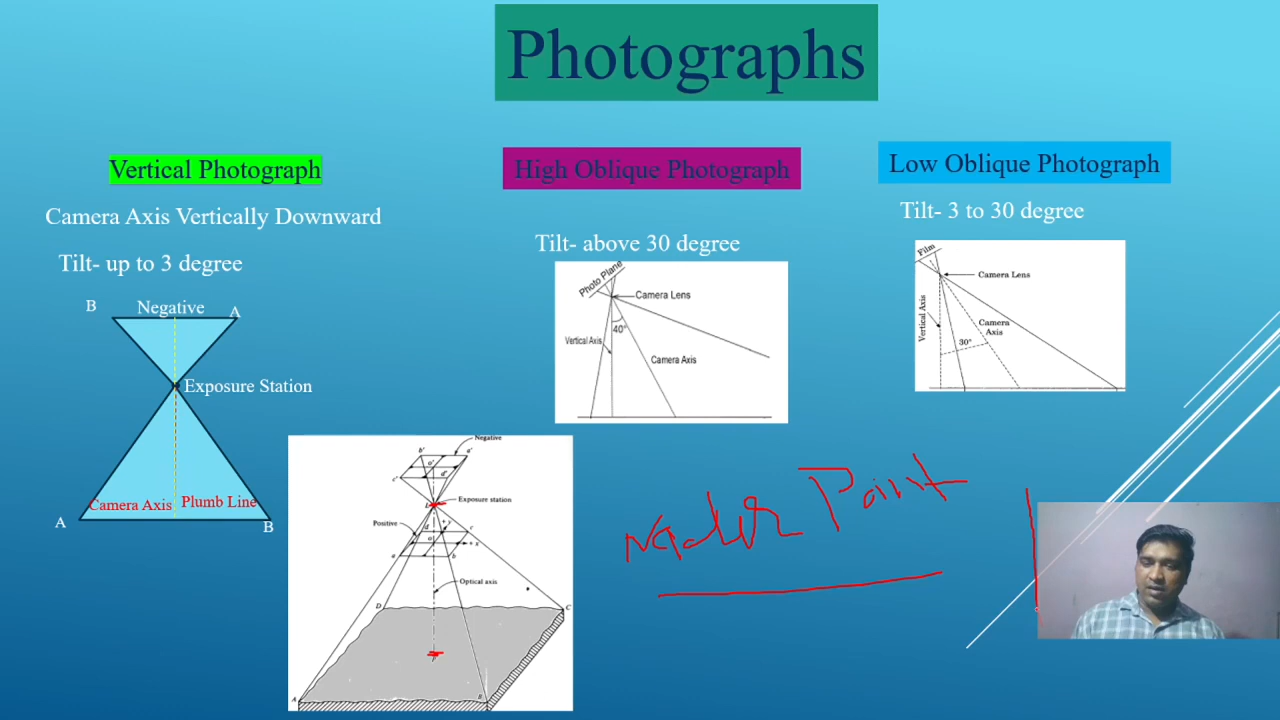 Photographs
Vertical Photograph
Camera Axis Vertically Downward
Tilt- up to 3 degree
B
Negative
A
Exposure Station
Camera Axis
Plumb Line
A
B
Negative
b'
a'
o'
d'
c'
L
Exposure station
Positive
d
c
+ y
o
+ x
a
b
Optical axis
D
C
A
High Oblique Photograph
Tilt- above 30 degree
Photo Plane
Camera Lens
40°
Vertical Axis
Camera Axis
Low Oblique Photograph
Tilt- 3 to 30 degree
Film
Camera Lens
Vertical Axis
Camera
Axis
30°
Point